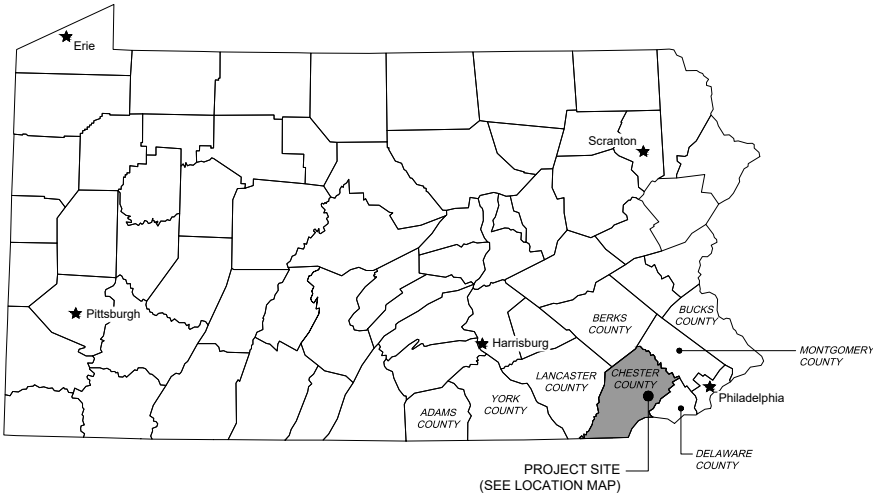 Erie
Scranton
Pittsburgh
Harrisburg
BERKS
COUNTY
BUCKS
COUNTY
MONTGOMERY
COUNTY
LANCASTER
COUNTY
CHESTER
COUNTY
Philadelphia
ADAMS
COUNTY
YORK
COUNTY
DELAWARE
COUNTY
PROJECT SITE
(SEE LOCATION MAP)